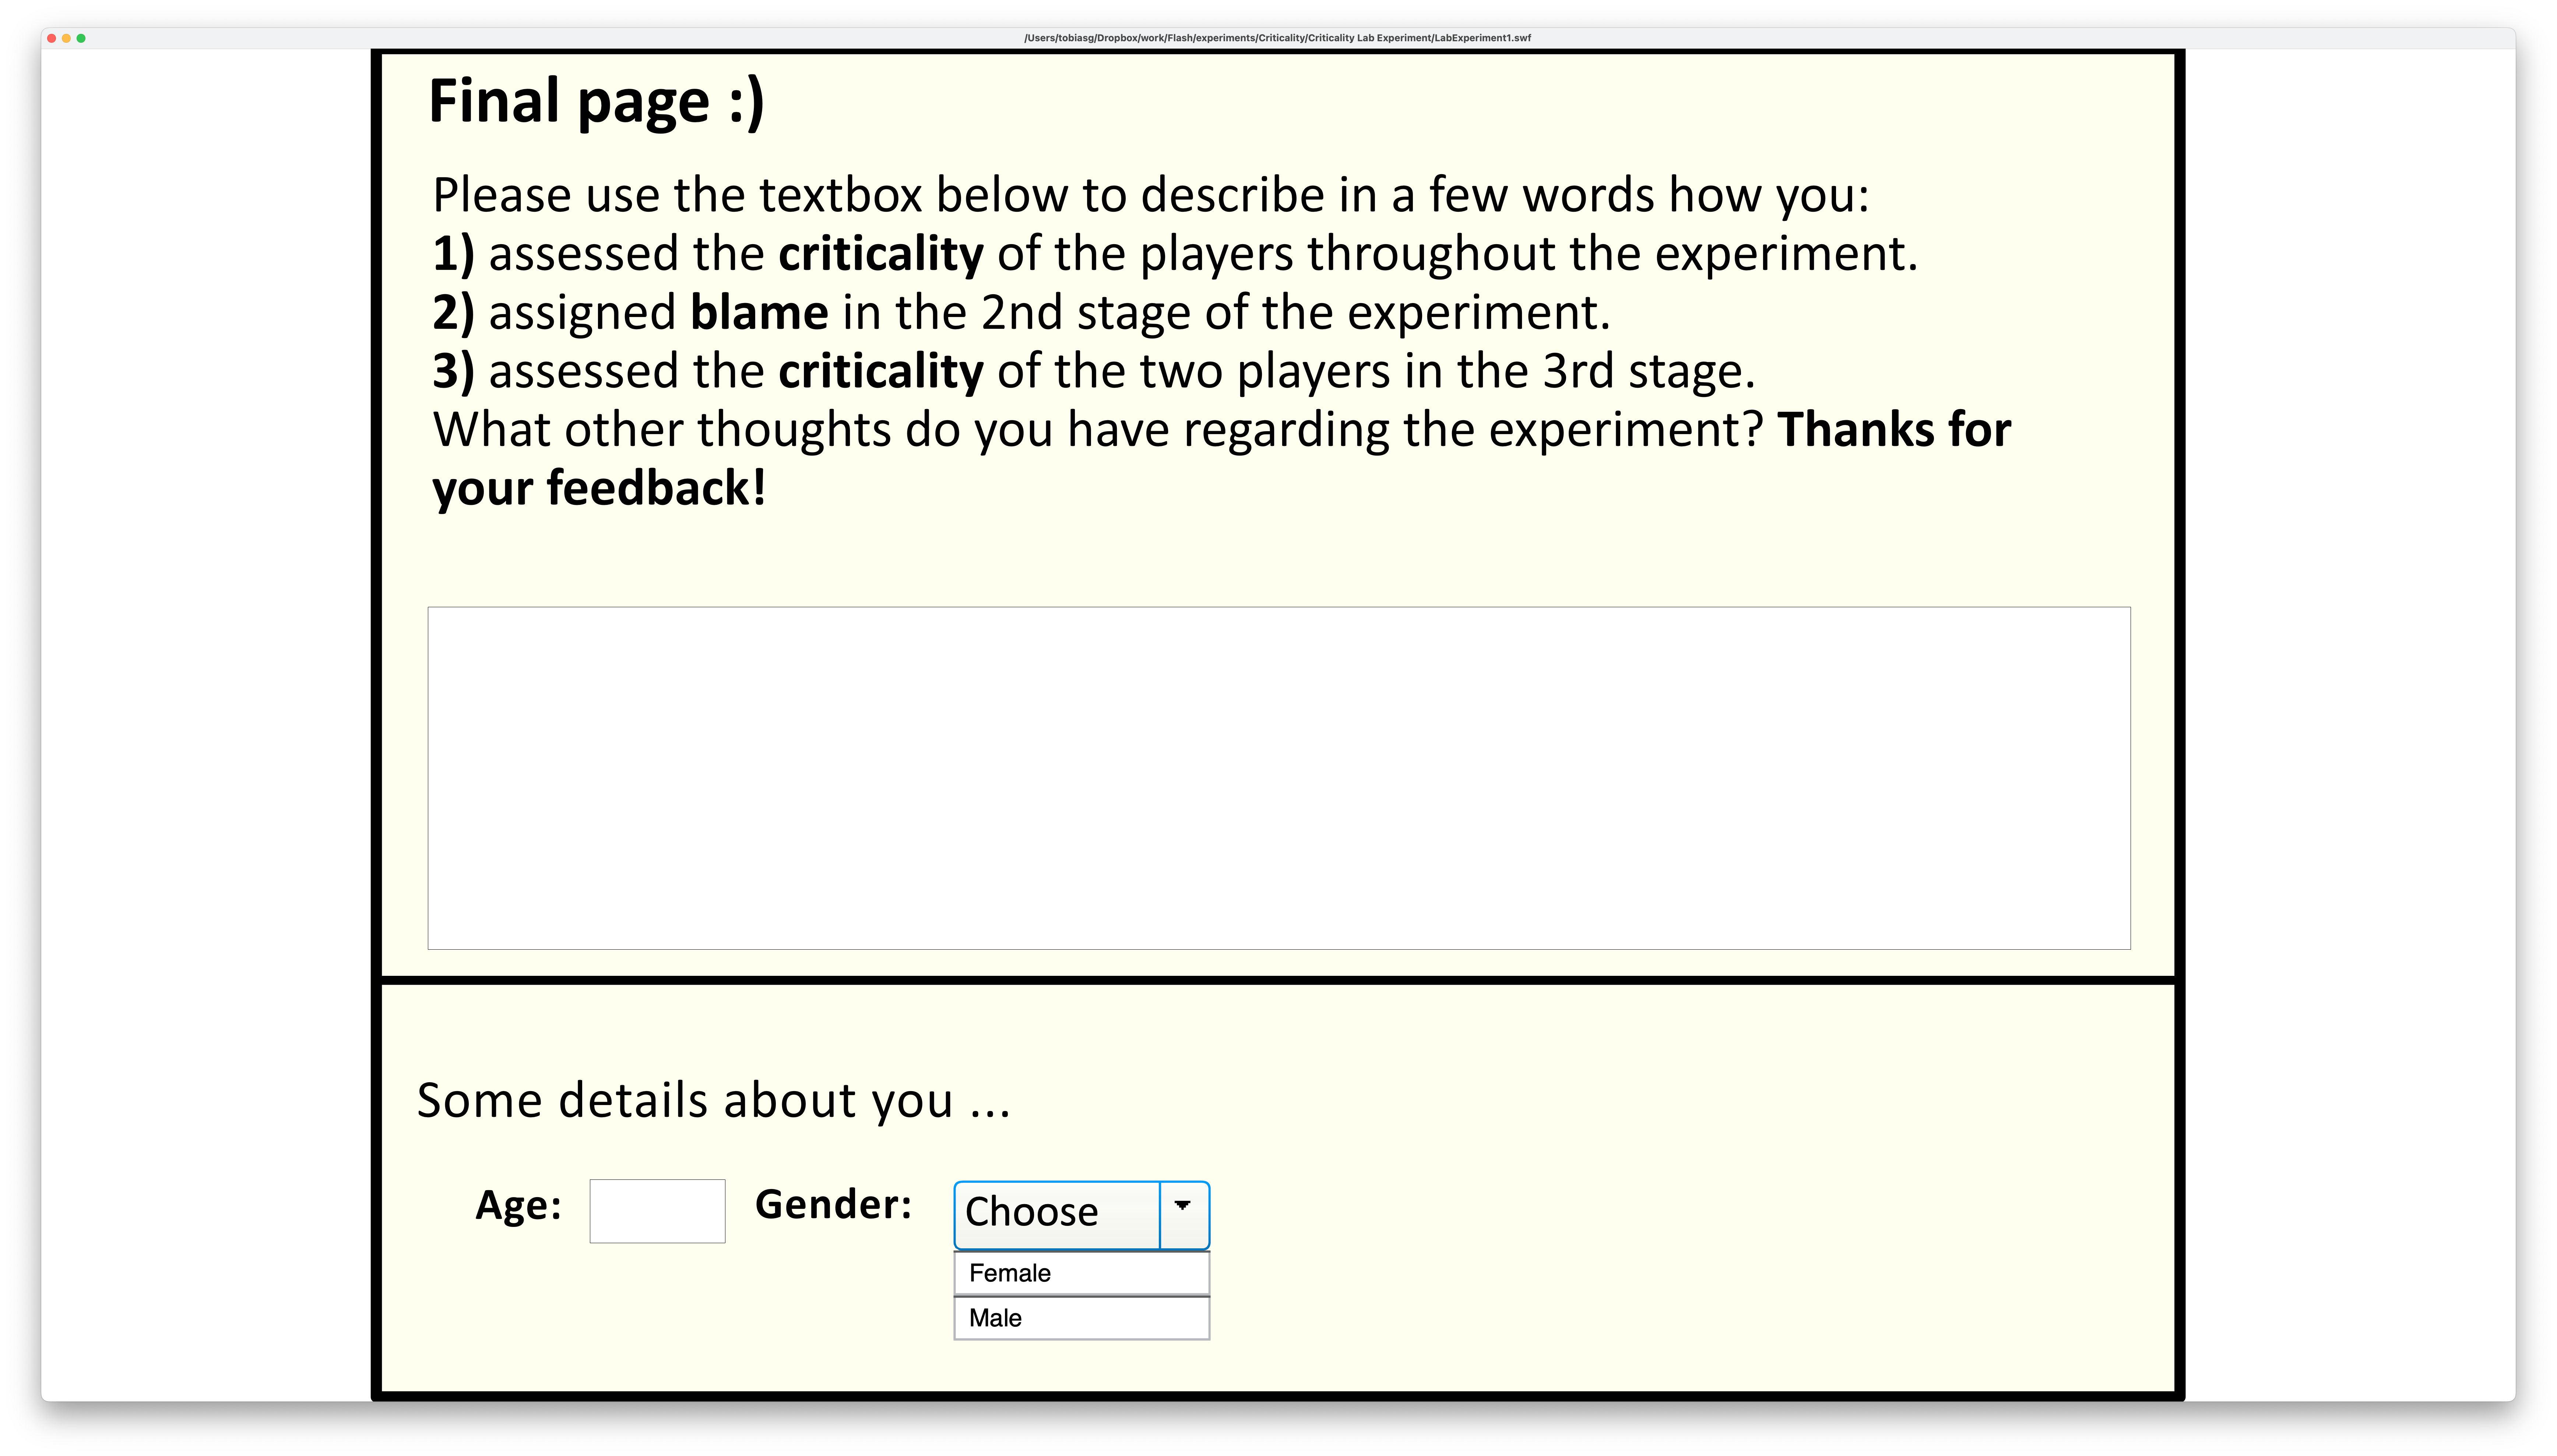 /Users/tobiasg/Dropbox/work/Flash/experiments/Criticality/Criticality Lab Experiment/LabExperiment1.swf
Final page :)
Please use the textbox below to describe in a few words how you:
1) assessed the criticality of the players throughout the experiment.
2) assigned blame in the 2nd stage of the experiment.
3) assessed the criticality of the two players in the 3rd stage.
What other thoughts do you have regarding the experiment? Thanks for
your feedback!
Some details about you ...
Age: Gender: Choose
Female
Male